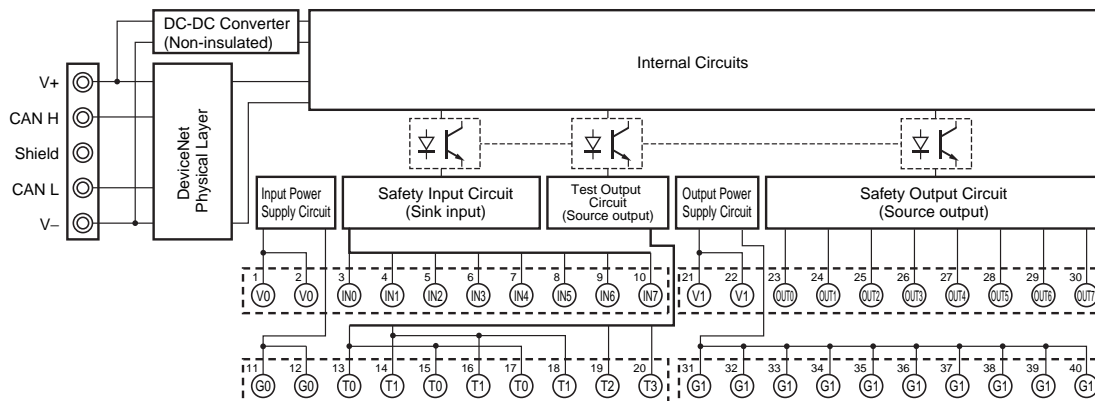 DC-DC Converter
(Non-insulated)
Internal Circuits
V+
CAN H
Shield
CAN L
V–
DeviceNet
Physical Layer
Input Power
Supply Circuit
Safety Input Circuit
(Sink input)
Test Output
Circuit
(Source output)
Output Power
Supply Circuit
Safety Output Circuit
(Source output)
1 2 3 4 5 6 7 8 9 10 21 22 23 24 25 26 27 28 29 30
V0 V0 IN0 IN1 IN2 IN3 IN4 IN5 IN6 IN7 V1 V1 OUT0 OUT1 OUT2 OUT3 OUT4 OUT5 OUT6 OUT7
11 12 13 14 15 16 17 18 19 20 31 32 33 34 35 36 37 38 39 40
G0 G0 T0 T1 T0 T1 T0 T1 T2 T3 G1 G1 G1 G1 G1 G1 G1 G1 G1 G1